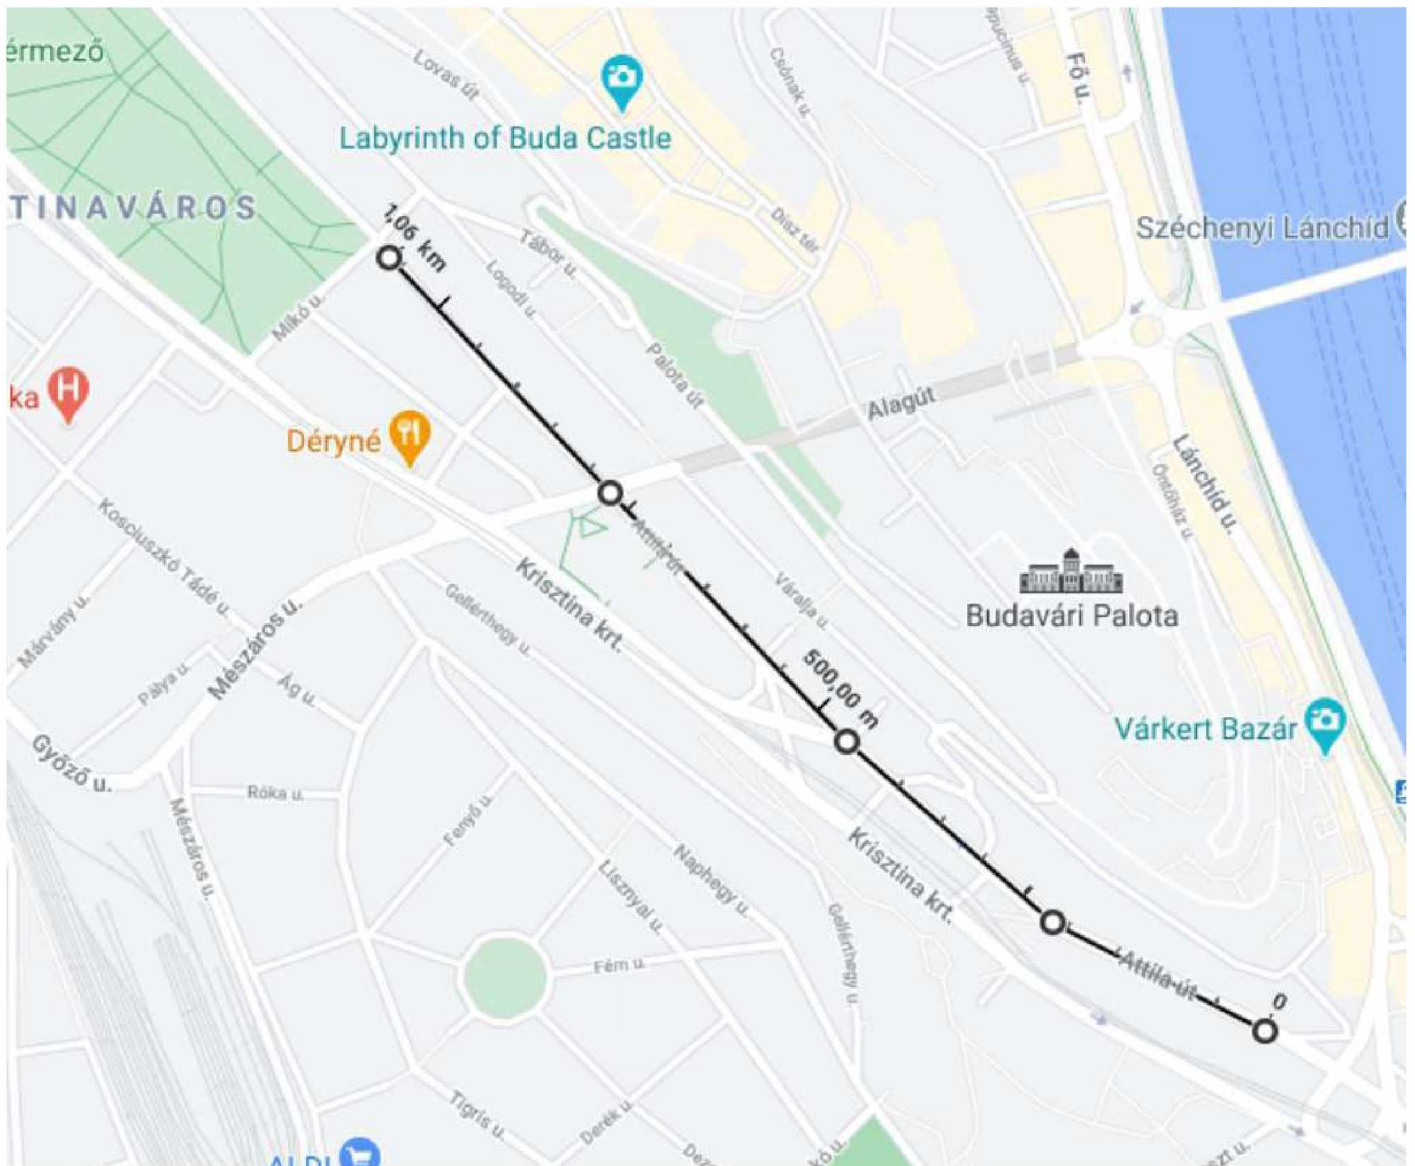 érmező
Lovas út
Csónak u.
Fő u.
Labyrinth of Buda Castle
TINAVÁROS
1,06 km
Dísz tér
Széchenyi Lánchíd
Tábor u.
Logodi u.
Mikó u.
Palota út
ka
H
Déryné
Alagút
Lánchíd u.
Öntőház u.
Kosciuszkó Tádé u.
Attila út
Krisztina krt.
Váralja u.
Budavári Palota
Gellérthegy u.
Márvány u.
Mészáros u.
Pálya u.
Ág u.
500,00 m
Várkert Bazár
Győző u.
Róka u.
Mészáros u.
Fenyő u.
Krisztina krt.
Naphegy u.
Lisznyai u.
Gellérthegy u.
Fém u.
Attila út
0
Tigris u.
Derék u.
ALDI